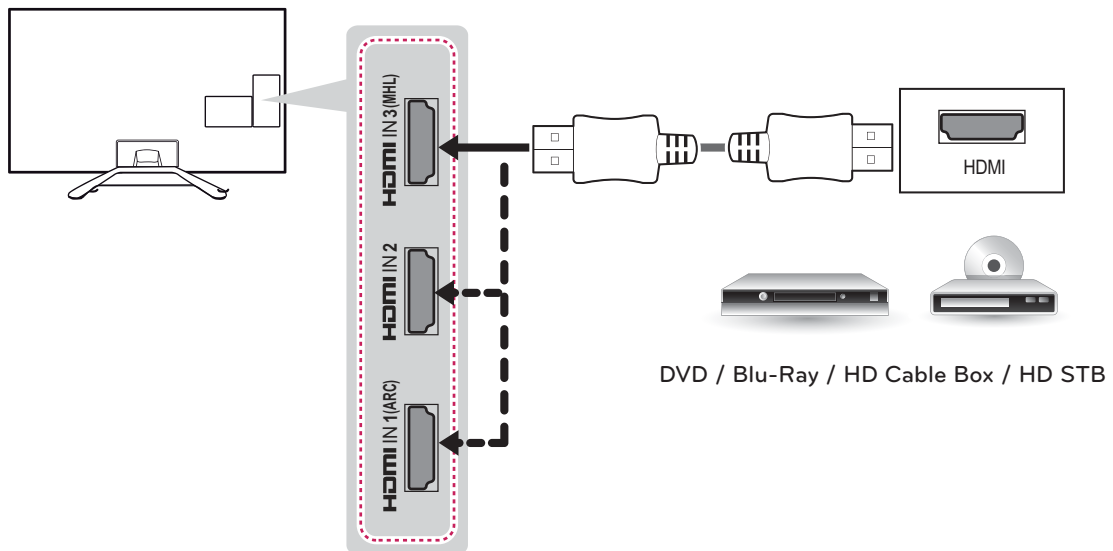 HDMI IN 3(MHL)
HDMI IN 2
HDMI IN 1(ARC)
HDMI
DVD / Blu-Ray / HD Cable Box / HD STB